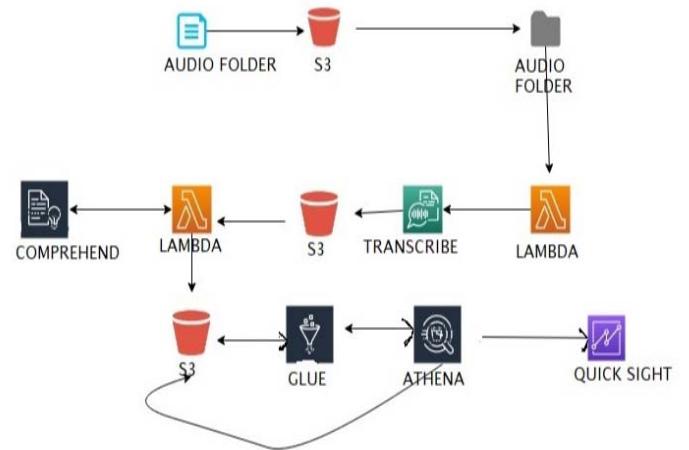 AUDIO FOLDER
S3
AUDIO
FOLDER
COMPREHEND
LAMBDA
S3
TRANSCRIBE
LAMBDA
S3
GLUE
ATHENA
QUICK SIGHT